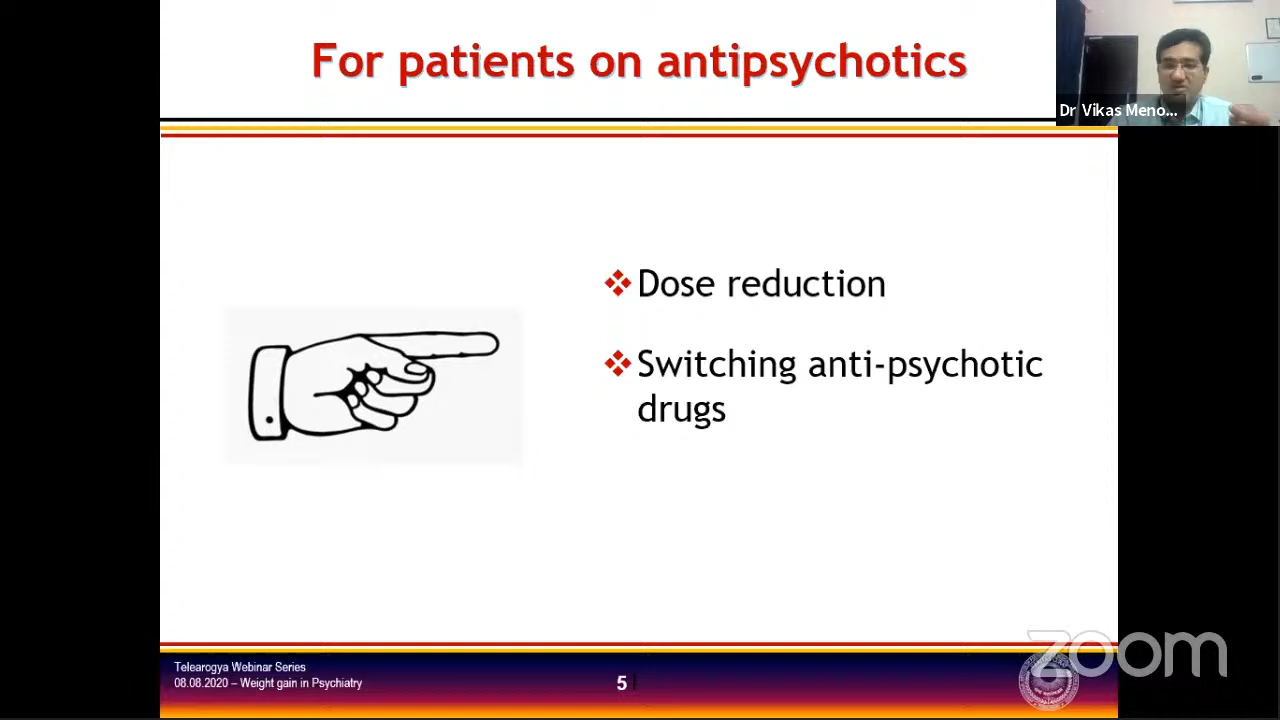 For patients on antipsychotics
Dr Vikas Meno...
Dose reduction
Switching anti-psychotic
drugs
Telearogya Webinar Series
08.08.2020 – Weight gain in Psychiatry
5
zoom